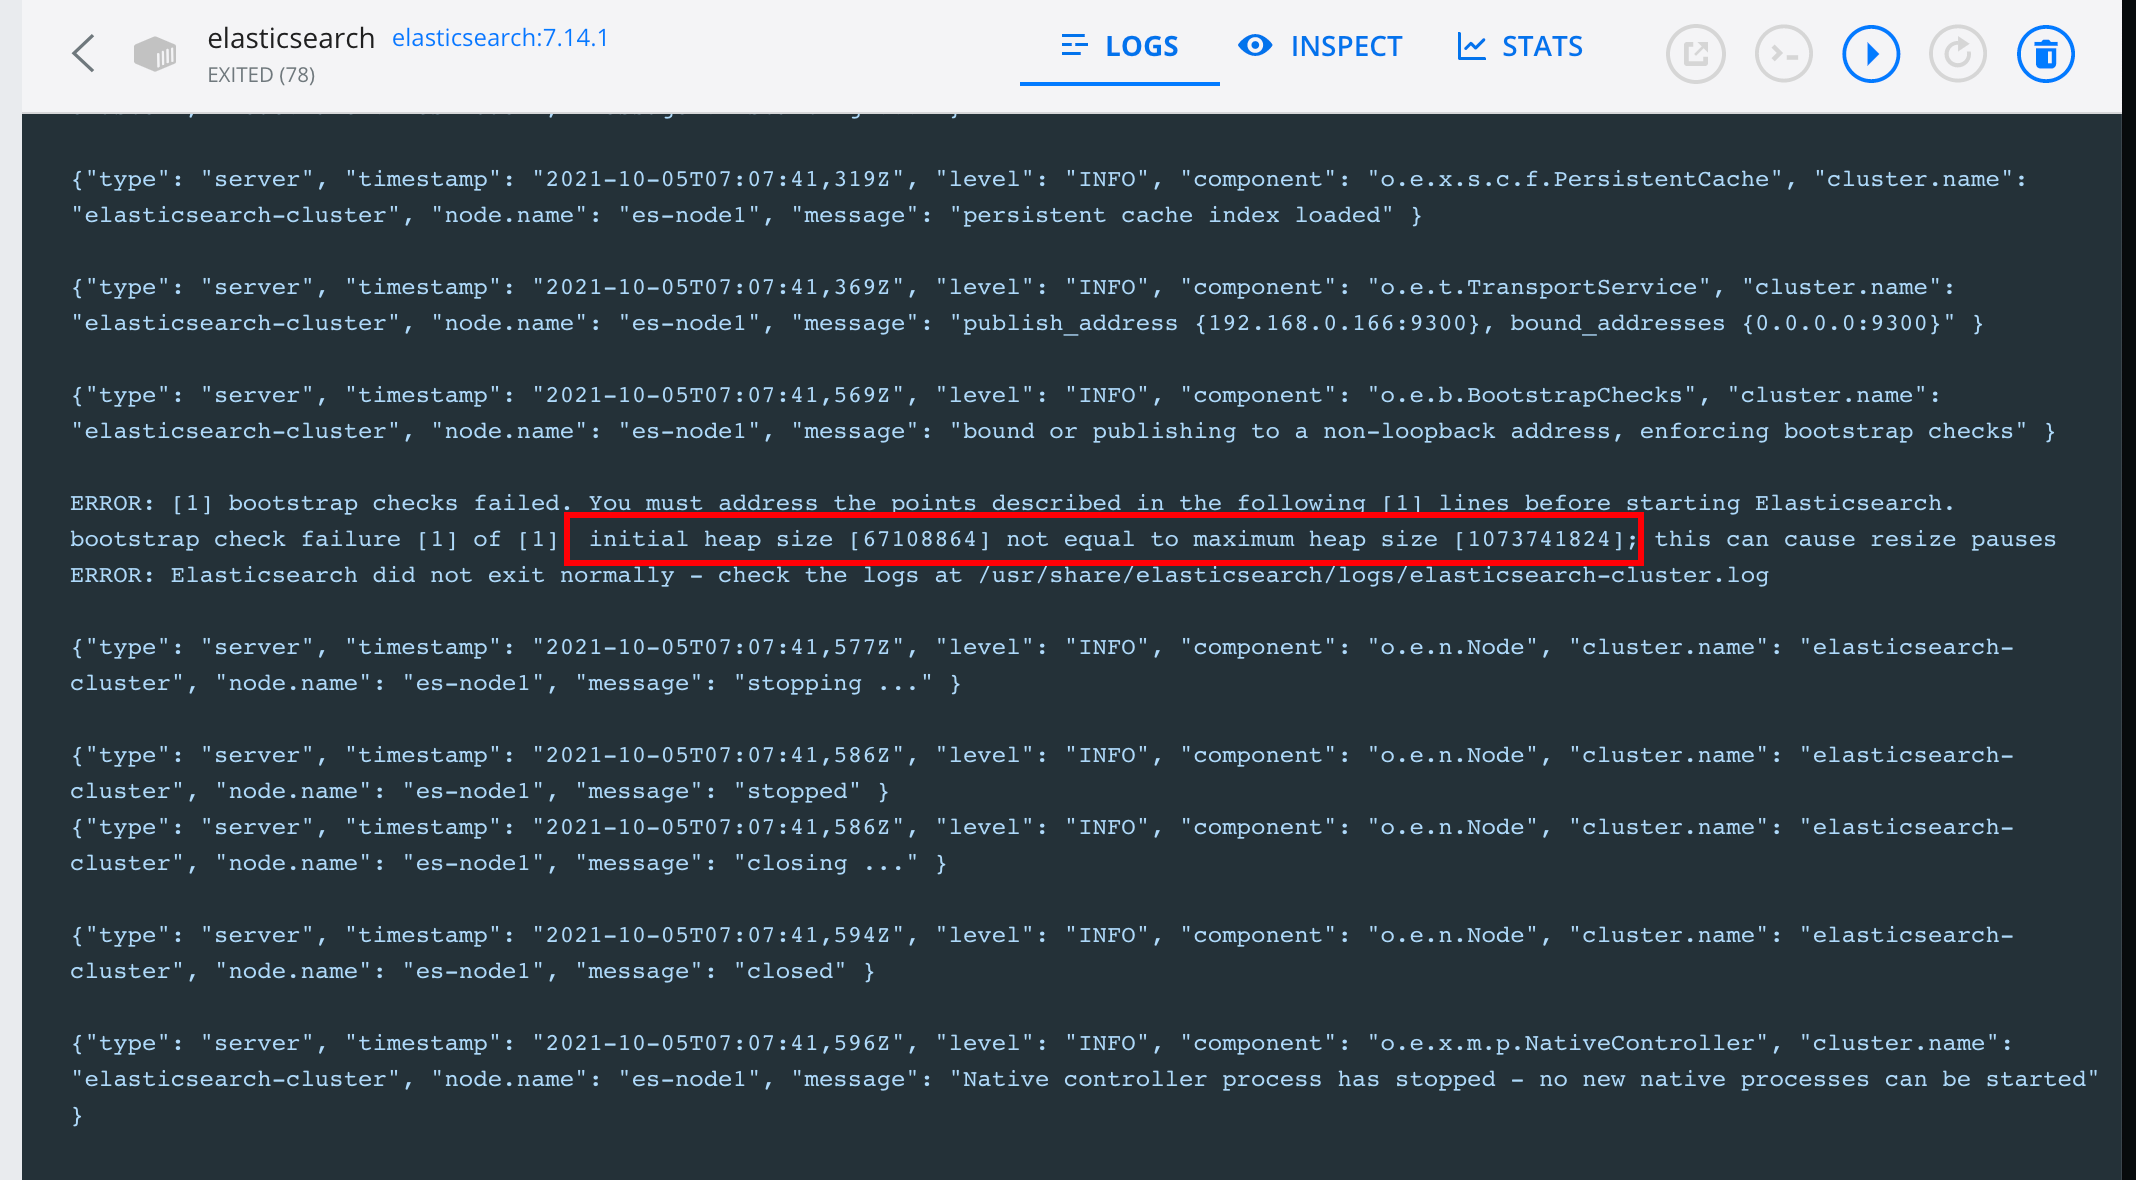 elasticsearch elasticsearch:7.14.1
EXITED (78)
LOGS INSPECT STATS
{"type": "server", "timestamp": "2021-10-05T07:07:41,319Z", "level": "INFO", "component": "o.e.x.s.c.f.PersistentCache", "cluster.name":
"elasticsearch-cluster", "node.name": "es-node1", "message": "persistent cache index loaded" }
{"type": "server", "timestamp": "2021-10-05T07:07:41,369Z", "level": "INFO", "component": "o.e.t.TransportService", "cluster.name":
"elasticsearch-cluster", "node.name": "es-node1", "message": "publish_address {192.168.0.166:9300}, bound_addresses {0.0.0.0:9300}" }
{"type": "server", "timestamp": "2021-10-05T07:07:41,569Z", "level": "INFO", "component": "o.e.b.BootstrapChecks", "cluster.name":
"elasticsearch-cluster", "node.name": "es-node1", "message": "bound or publishing to a non-loopback address, enforcing bootstrap checks" }
ERROR: [1] bootstrap checks failed. You must address the points described in the following [1] lines before starting Elasticsearch.
bootstrap check failure [1] of [1] initial heap size [67108864] not equal to maximum heap size [1073741824]; this can cause resize pauses
ERROR: Elasticsearch did not exit normally - check the logs at /usr/share/elasticsearch/logs/elasticsearch-cluster.log
{"type": "server", "timestamp": "2021-10-05T07:07:41,577Z", "level": "INFO", "component": "o.e.n.Node", "cluster.name": "elasticsearch-
cluster", "node.name": "es-node1", "message": "stopping ..." }
{"type": "server", "timestamp": "2021-10-05T07:07:41,586Z", "level": "INFO", "component": "o.e.n.Node", "cluster.name": "elasticsearch-
cluster", "node.name": "es-node1", "message": "stopped" }
{"type": "server", "timestamp": "2021-10-05T07:07:41,586Z", "level": "INFO", "component": "o.e.n.Node", "cluster.name": "elasticsearch-
cluster", "node.name": "es-node1", "message": "closing ..." }
{"type": "server", "timestamp": "2021-10-05T07:07:41,594Z", "level": "INFO", "component": "o.e.n.Node", "cluster.name": "elasticsearch-
cluster", "node.name": "es-node1", "message": "closed" }
{"type": "server", "timestamp": "2021-10-05T07:07:41,596Z", "level": "INFO", "component": "o.e.x.m.p.NativeController", "cluster.name":
"elasticsearch-cluster", "node.name": "es-node1", "message": "Native controller process has stopped - no new native processes can be started"
}